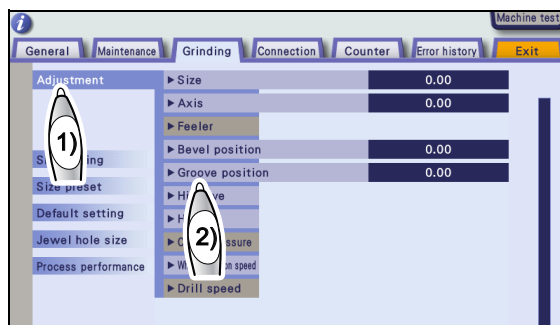 Machine test
General Maintenance Grinding Connection Counter Error history Exit
Adjustment
Size preset
Default setting
Jewel hole size
Process performance
▶ Size 0.00
▶ Axis 0.00
▶ Feeler
▶ Bevel position 0.00
▶ Groove position 0.00
▶ Drill speed
1)
2)